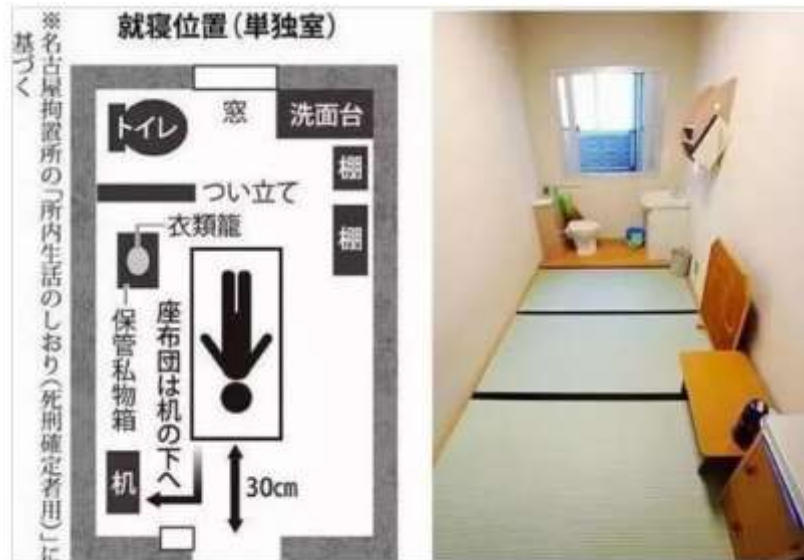 就寝位置(単独室)
※名古屋拘置所の「所内生活のしおり(死刑確定者用)」に
基づく
トイレ
窓
洗面台
棚
つい立て
棚
衣類籠
保管私物箱
座布団は机の下へ
机
30cm